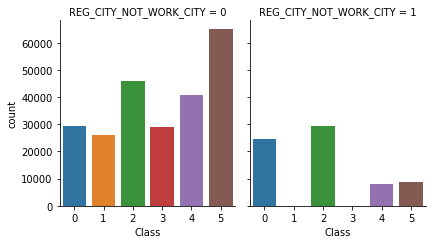 REG_CITY_NOT_WORK_CITY = 0
REG_CITY_NOT_WORK_CITY = 1
60000
50000
40000
30000
20000
10000
0
count
0 1 2 3 4 5
0 1 2 3 4 5
Class
Class